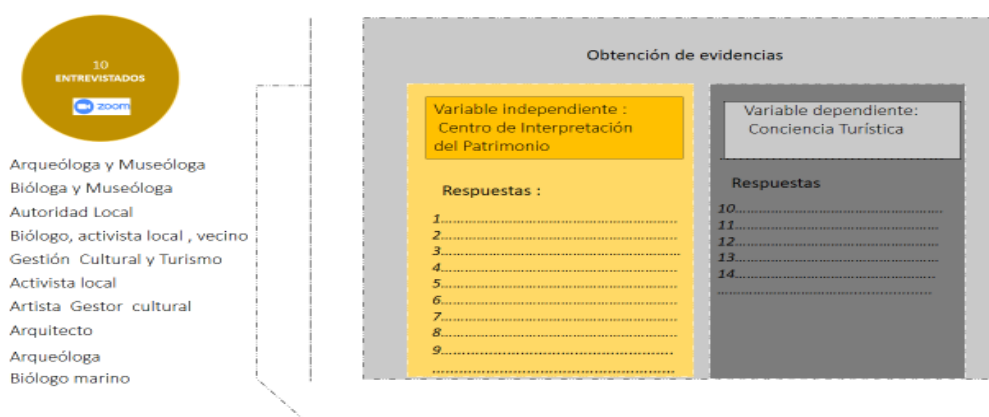 10
ENTREVISTADOS
zoom
Arqueóloga y Museóloga
Bióloga y Museóloga
Autoridad Local
Biólogo, activista local , vecino
Gestión Cultural y Turismo
Activista local
Artista Gestor cultural
Arquitecto
Arqueóloga
Biólogo marino
Obtención de evidencias
Variable independiente :
Centro de Interpretación
del Patrimonio
Respuestas :
1.......................................................
2.......................................................
3.......................................................
4.......................................................
5.......................................................
6.......................................................
7.......................................................
8.......................................................
9.......................................................
.......................................................
Variable dependiente:
Conciencia Turística
Respuestas
10..............................................
11..............................................
12..............................................
13..............................................
14..............................................
..............................................